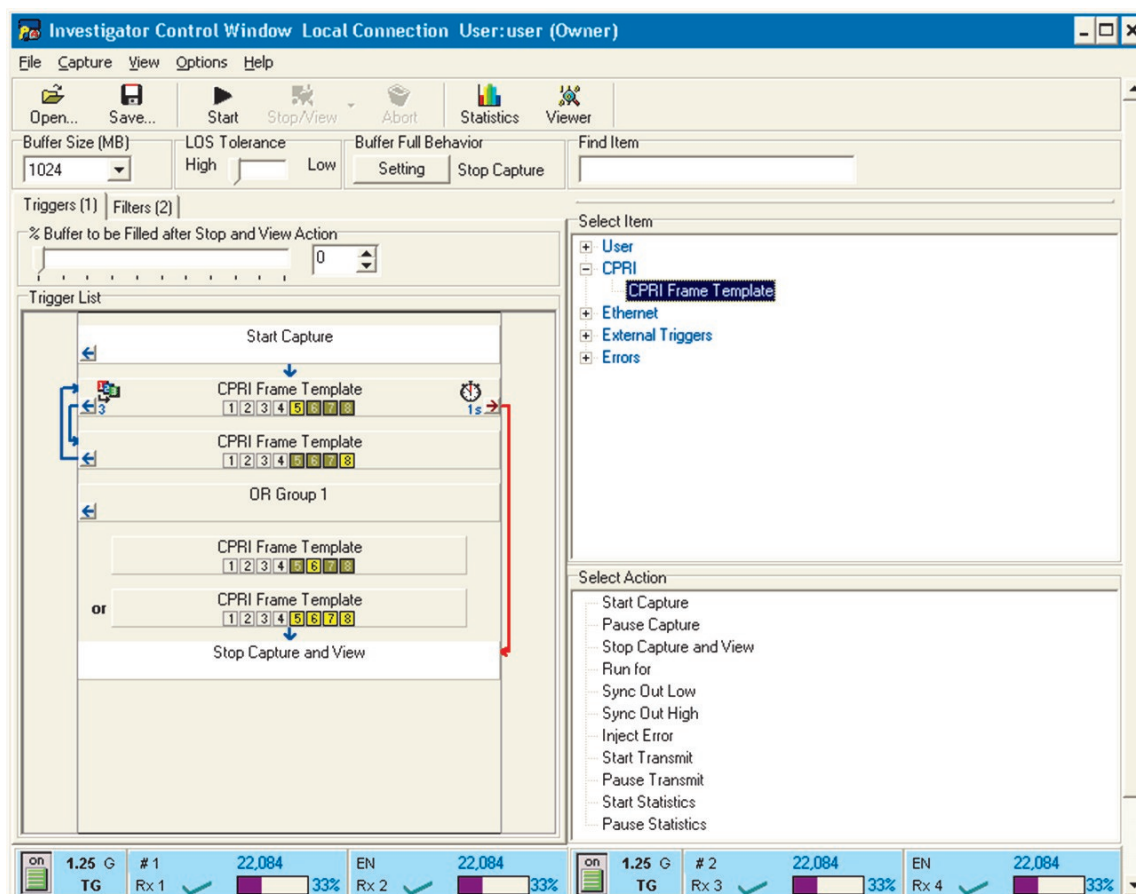 Investigator Control Window Local Connection User:user (Owner)
File Capture View Options Help
Open... Save... Start Stop/View Abort Statistics Viewer
Buffer Size (MB) LOS Tolerance Buffer Full Behavior Find Item
1024 High Low Setting Stop Capture
Triggers (1) Filters (2)
% Buffer to be Filled after Stop and View Action
0
Trigger List
Start Capture
CPRI Frame Template
1 2 3 4 5 6 7 8
3 1s
CPRI Frame Template
1 2 3 4 5 6 7 8
OR Group 1
CPRI Frame Template
1 2 3 4 5 6 7 8
or
CPRI Frame Template
1 2 3 4 5 6 7 8
Stop Capture and View
Select Item
User
CPRI
CPRI Frame Template
Ethernet
External Triggers
Errors
Select Action
Start Capture
Pause Capture
Stop Capture and View
Run for
Sync Out Low
Sync Out High
Inject Error
Start Transmit
Pause Transmit
Start Statistics
Pause Statistics
on 1.25 G # 1 22,084 EN 22,084 on 1.25 G # 2 22,084 EN 22,084
TG Rx 1 33% Rx 2 33% TG Rx 3 33% Rx 4 33%